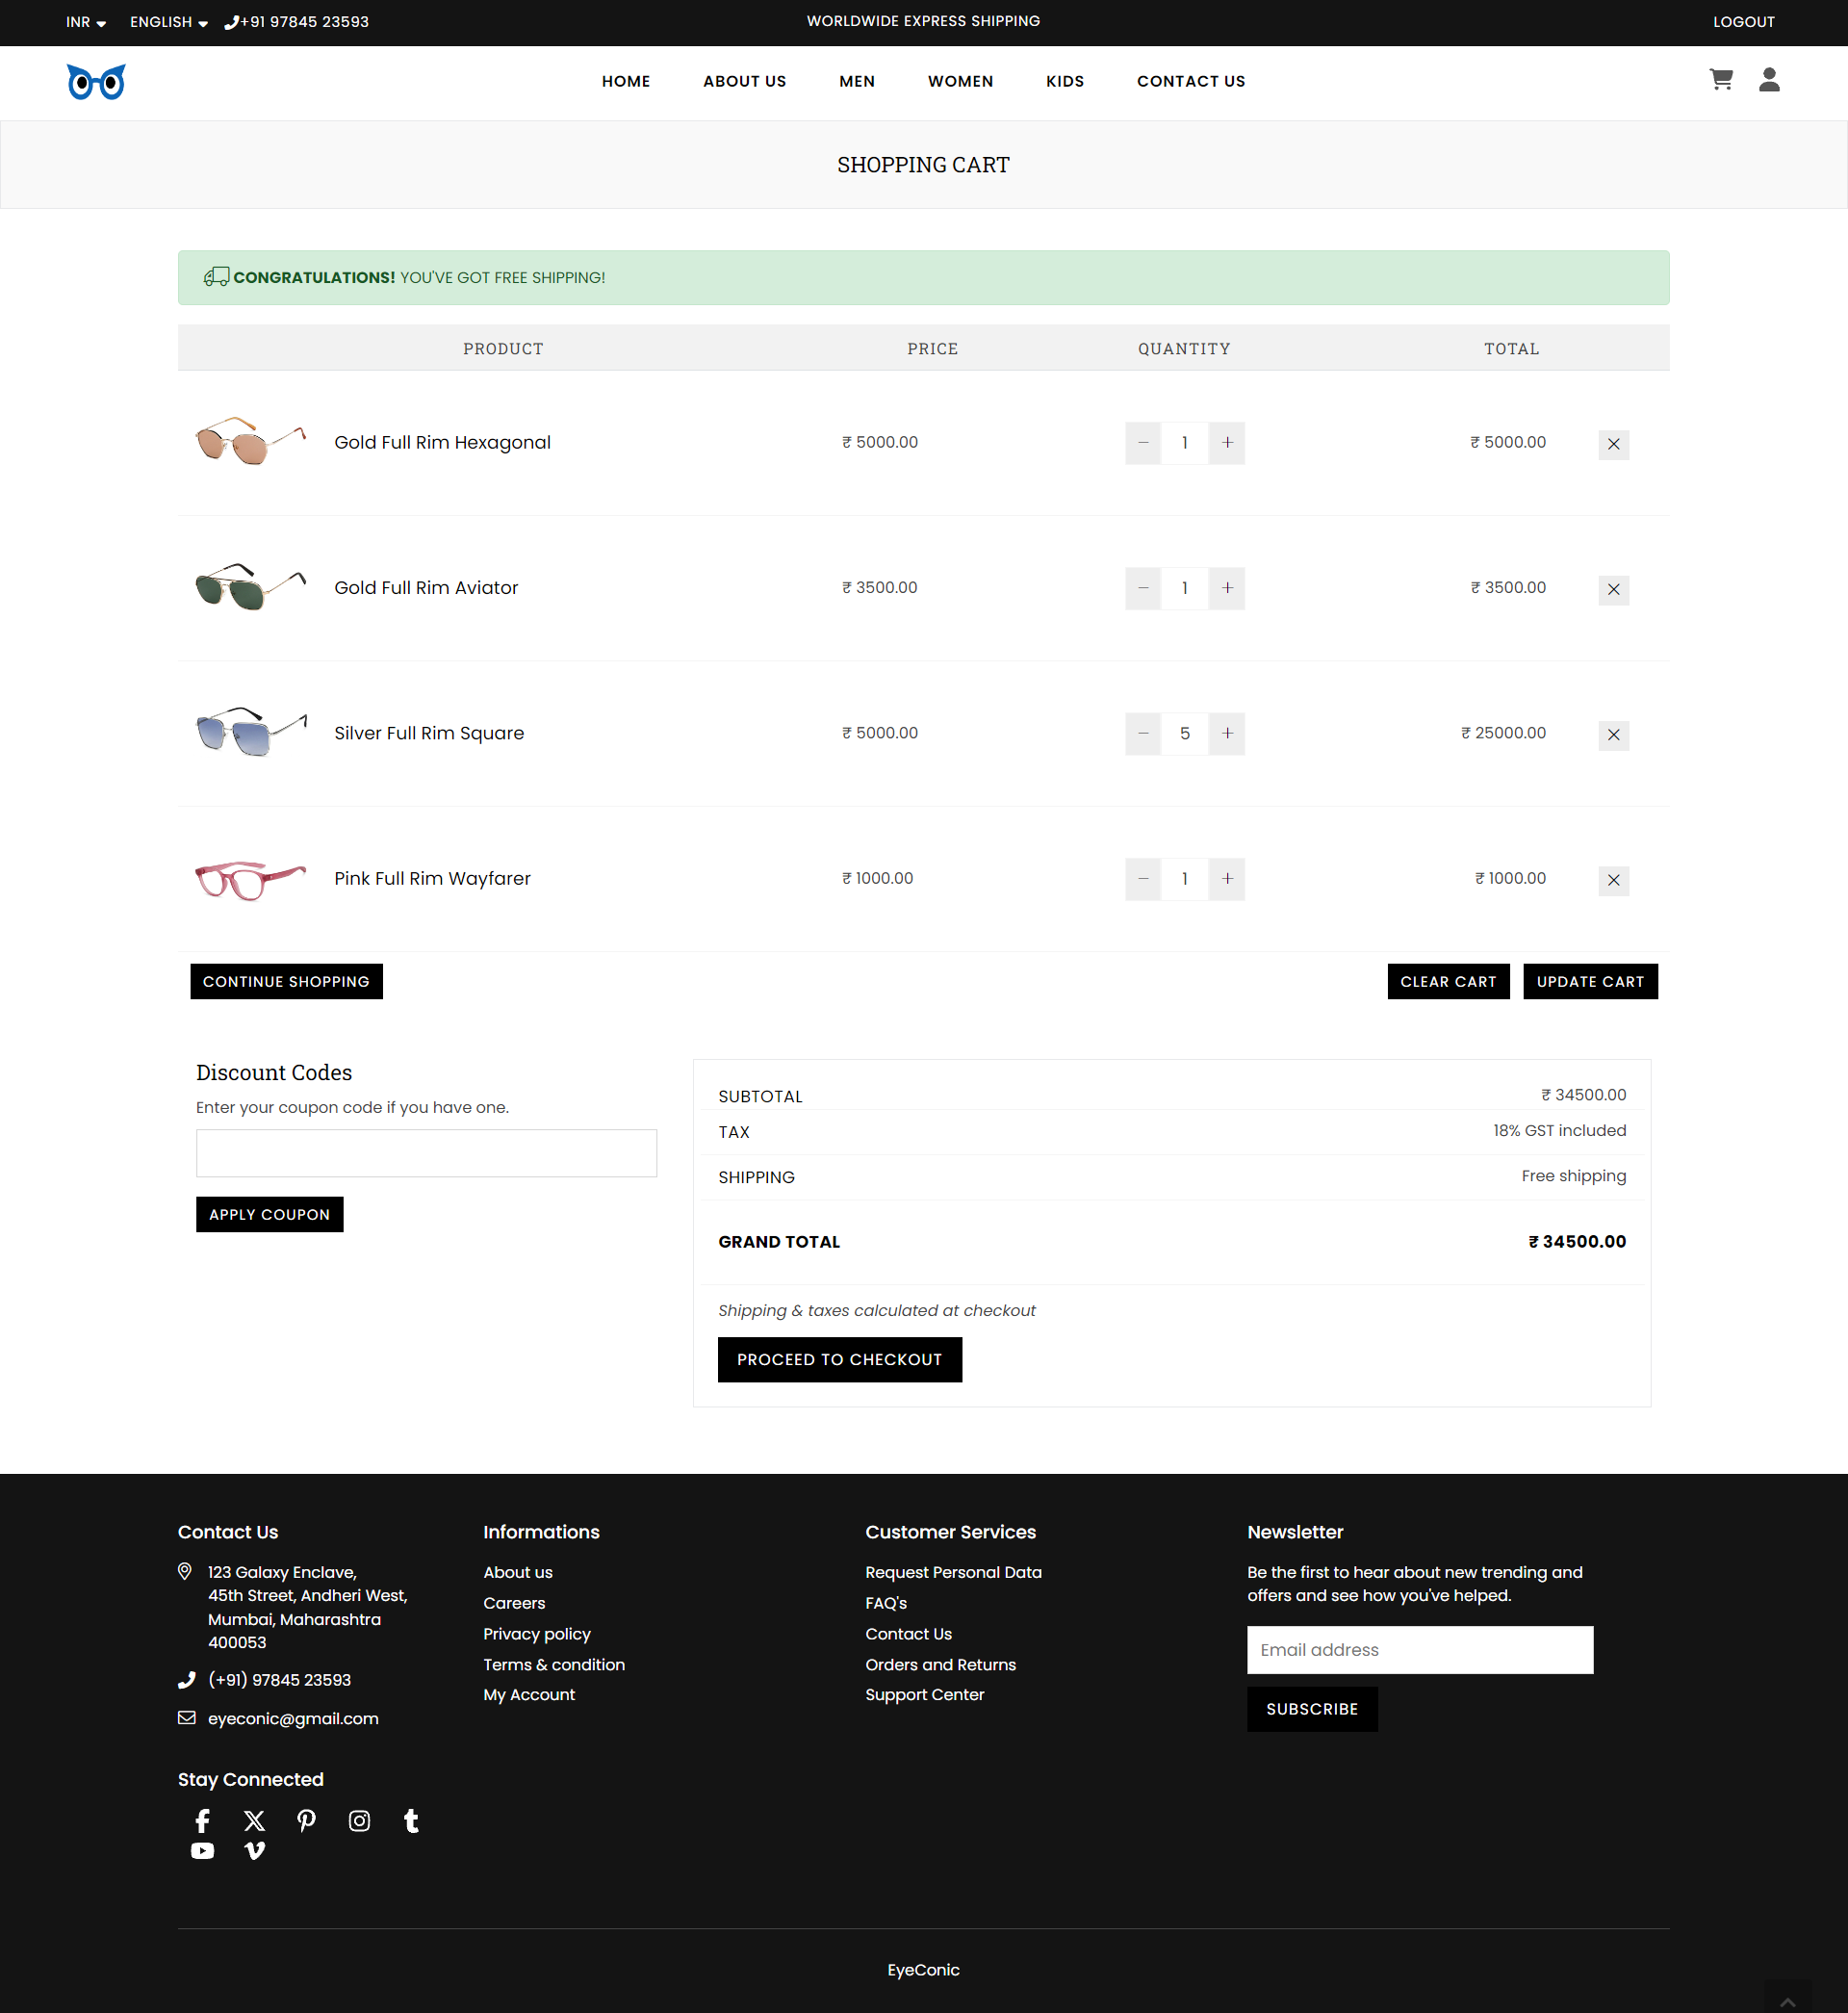 INR ENGLISH +91 97845 23593 WORLDWIDE EXPRESS SHIPPING LOGOUT
HOME ABOUT US MEN WOMEN KIDS CONTACT US
SHOPPING CART
CONGRATULATIONS! YOU'VE GOT FREE SHIPPING!
PRODUCT PRICE QUANTITY TOTAL
Gold Full Rim Hexagonal ₹ 5000.00 − 1 + ₹ 5000.00
Gold Full Rim Aviator ₹ 3500.00 − 1 + ₹ 3500.00
Silver Full Rim Square ₹ 5000.00 − 5 + ₹ 25000.00
Pink Full Rim Wayfarer ₹ 1000.00 − 1 + ₹ 1000.00
CONTINUE SHOPPING CLEAR CART UPDATE CART
Discount Codes
Enter your coupon code if you have one.
APPLY COUPON
SUBTOTAL ₹ 34500.00
TAX 18% GST included
SHIPPING Free shipping
GRAND TOTAL ₹ 34500.00
Shipping & taxes calculated at checkout
PROCEED TO CHECKOUT
Contact Us
123 Galaxy Enclave,
45th Street, Andheri West,
Mumbai, Maharashtra
400053
(+91) 97845 23593
eyeconic@gmail.com
Stay Connected
Informations
About us
Careers
Privacy policy
Terms & condition
My Account
Customer Services
Request Personal Data
FAQ's
Contact Us
Orders and Returns
Support Center
Newsletter
Be the first to hear about new trending and
offers and see how you've helped.
Email address
SUBSCRIBE
EyeConic